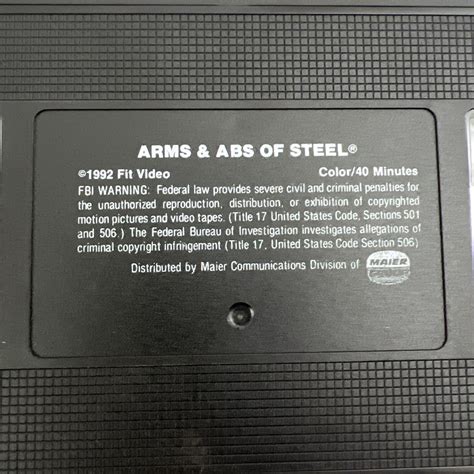 ARMS & ABS OF STEEL®
©1992 Fit Video Color/40 Minutes
FBI WARNING: Federal law provides severe civil and criminal penalties for
the unauthorized reproduction, distribution, or exhibition of copyrighted
motion pictures and video tapes. (Title 17 United States Code, Sections 501
and 506.) The Federal Bureau of Investigation investigates allegations of
criminal copyright infringement (Title 17, United States Code Section 506)
Distributed by Maier Communications Division of MAIER